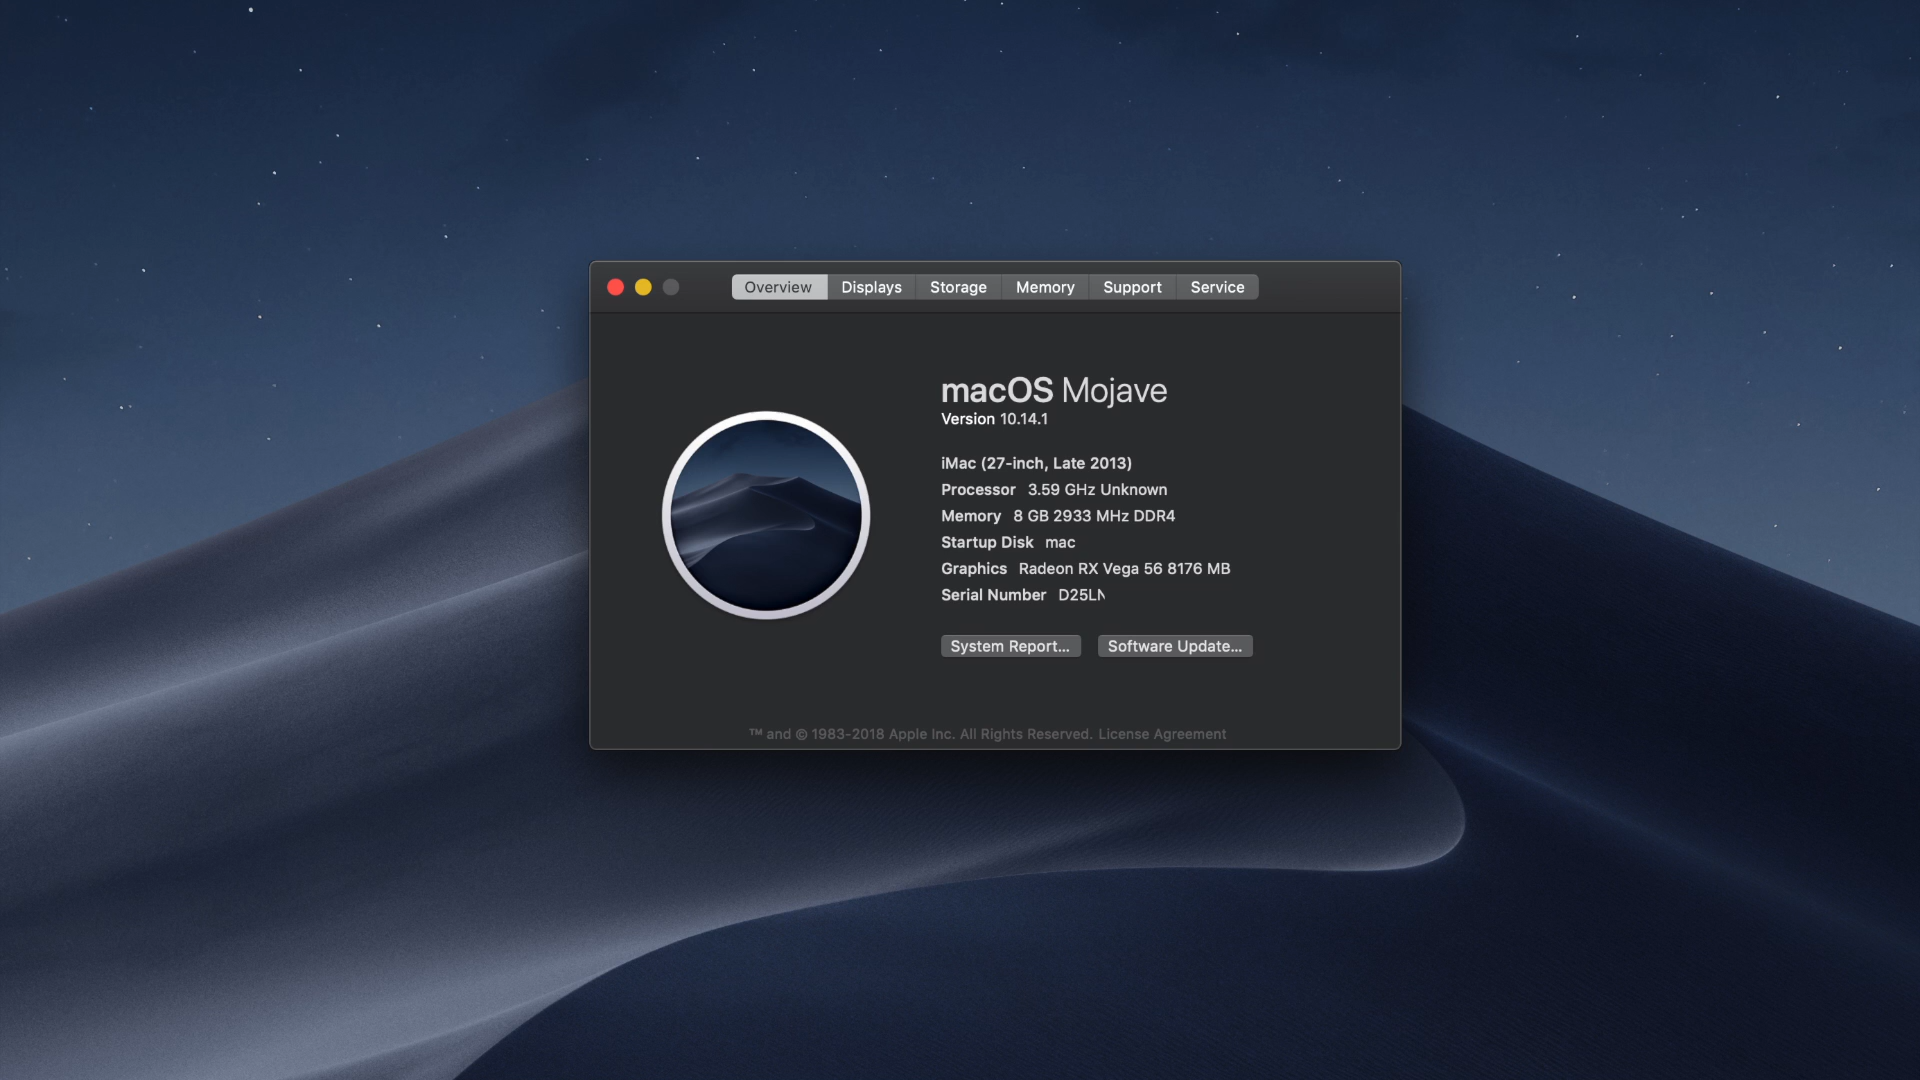 Overview Displays Storage Memory Support Service
macOS Mojave
Version 10.14.1
iMac (27-inch, Late 2013)
Processor 3.59 GHz Unknown
Memory 8 GB 2933 MHz DDR4
Startup Disk mac
Graphics Radeon RX Vega 56 8176 MB
Serial Number D25LN
System Report... Software Update...
™ and © 1983-2018 Apple Inc. All Rights Reserved. License Agreement